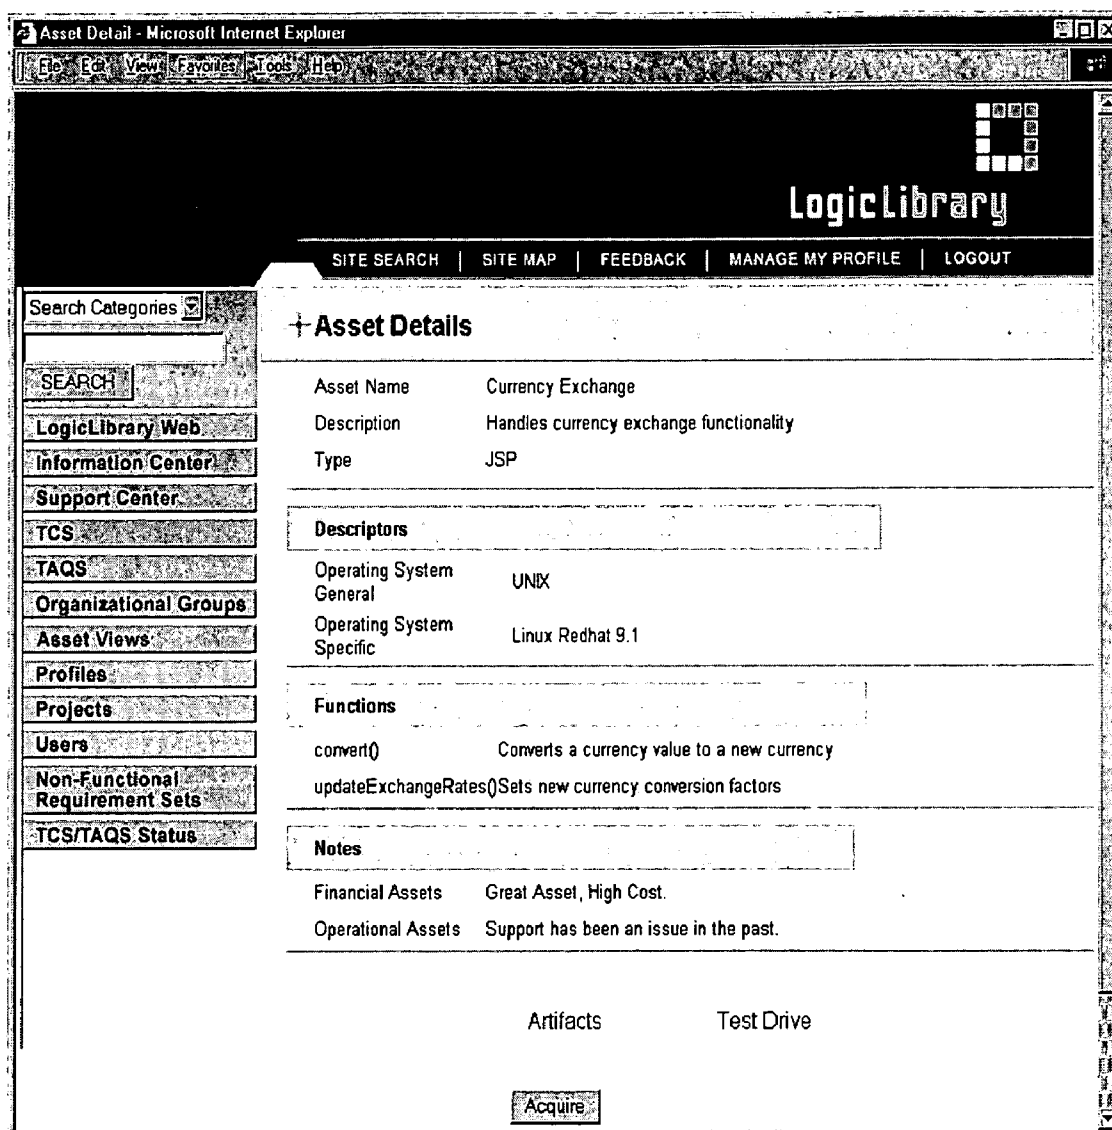 Asset Detail - Microsoft Internet Explorer
File Edit View Favorites Tools Help
LogicLibrary
SITE SEARCH | SITE MAP | FEEDBACK | MANAGE MY PROFILE | LOGOUT
Search Categories
SEARCH
LogicLibrary Web
Information Center
Support Center
TCS
TAQS
Organizational Groups
Asset Views
Profiles
Projects
Users
Non-Functional
Requirement Sets
TCS/TAQS Status
Asset Details
Asset Name Currency Exchange
Description Handles currency exchange functionality
Type JSP
Descriptors
Operating System
General UNIX
Operating System
Specific Linux Redhat 9.1
Functions
convert() Converts a currency value to a new currency
updateExchangeRates()Sets new currency conversion factors
Notes
Financial Assets Great Asset, High Cost.
Operational Assets Support has been an issue in the past.
Artifacts Test Drive
Acquire